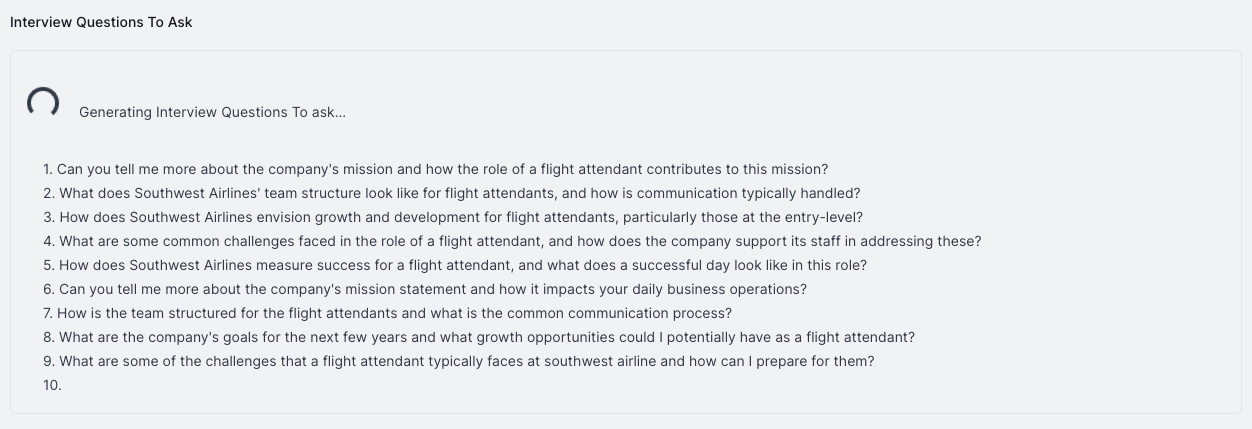 Interview Questions To Ask
Generating Interview Questions To ask...
1. Can you tell me more about the company's mission and how the role of a flight attendant contributes to this mission?
2. What does Southwest Airlines' team structure look like for flight attendants, and how is communication typically handled?
3. How does Southwest Airlines envision growth and development for flight attendants, particularly those at the entry-level?
4. What are some common challenges faced in the role of a flight attendant, and how does the company support its staff in addressing these?
5. How does Southwest Airlines measure success for a flight attendant, and what does a successful day look like in this role?
6. Can you tell me more about the company's mission statement and how it impacts your daily business operations?
7. How is the team structured for the flight attendants and what is the common communication process?
8. What are the company's goals for the next few years and what growth opportunities could I potentially have as a flight attendant?
9. What are some of the challenges that a flight attendant typically faces at southwest airline and how can I prepare for them?
10.